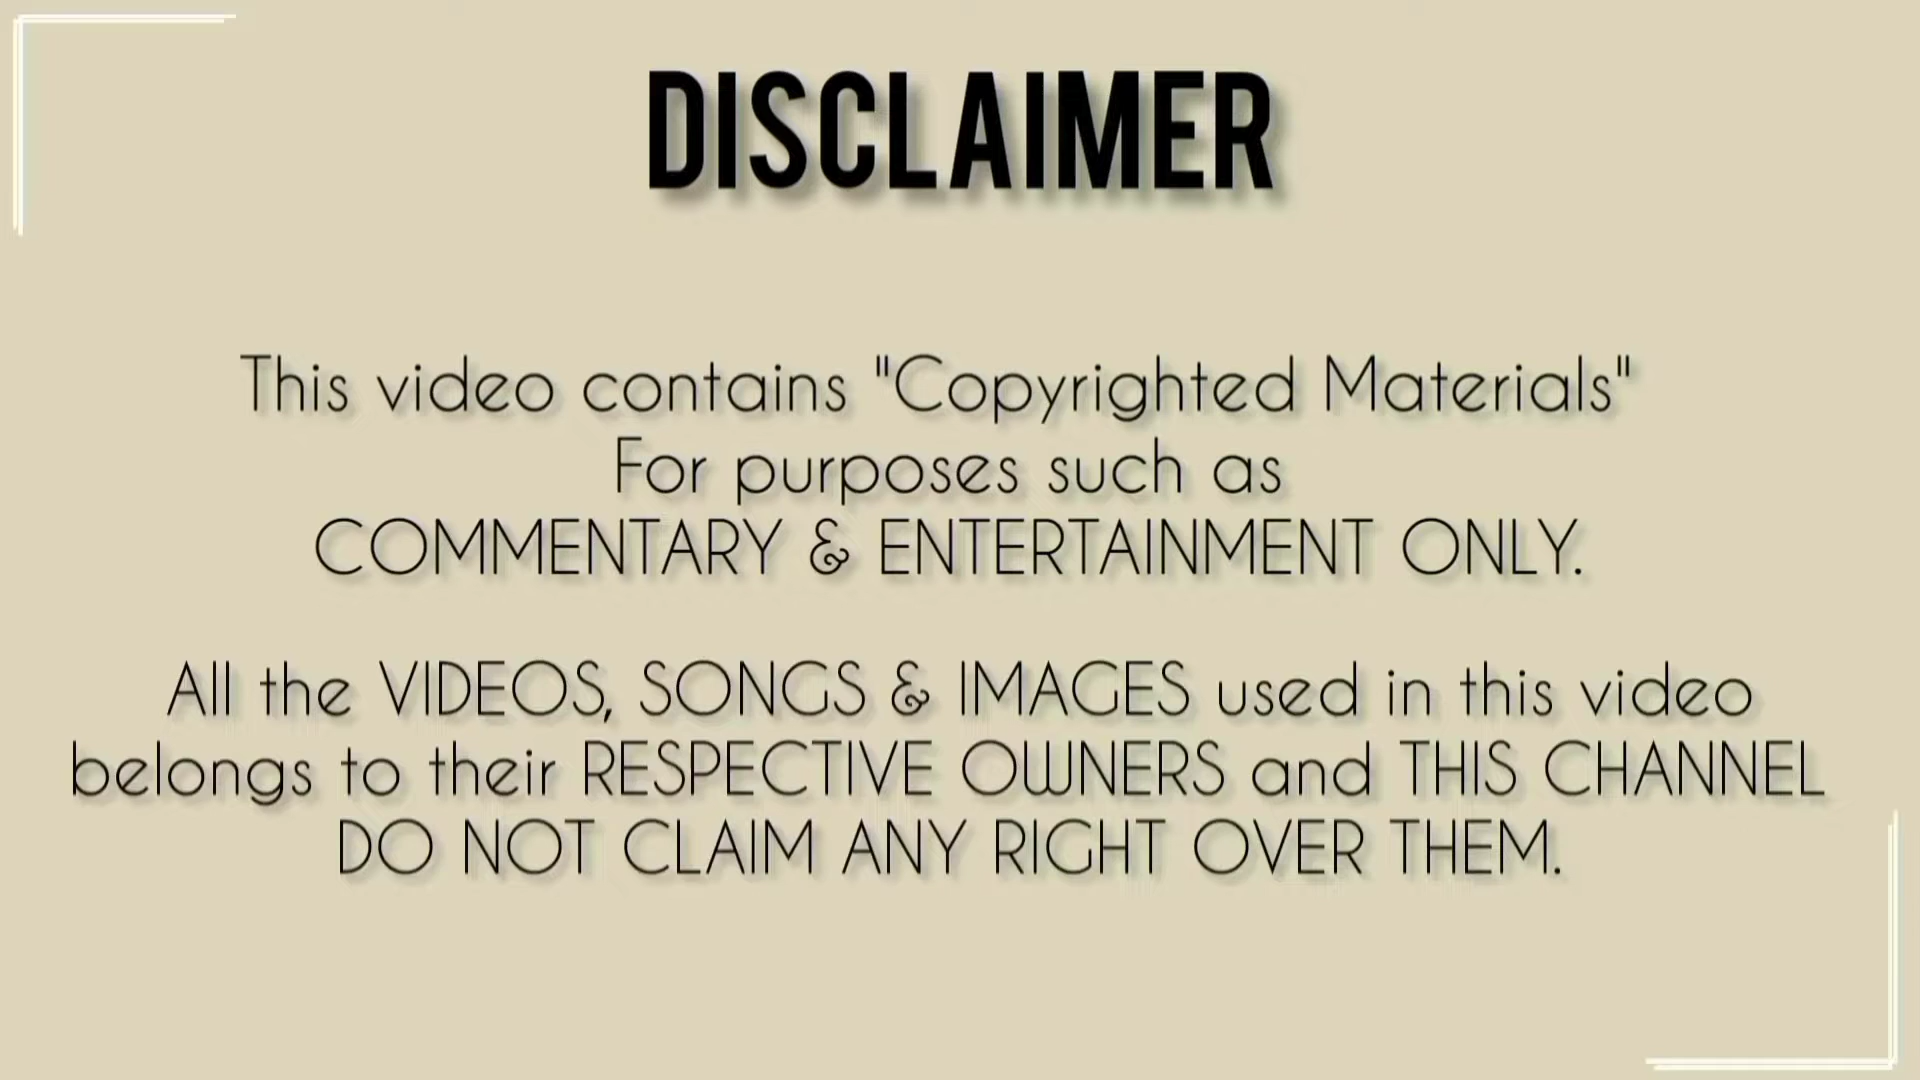 DISCLAIMER
This video contains "Copyrighted Materials"
For purposes such as
COMMENTARY & ENTERTAINMENT ONLY.
All the VIDEOS, SONGS & IMAGES used in this video
belongs to their RESPECTIVE OWNERS and THIS CHANNEL
DO NOT CLAIM ANY RIGHT OVER THEM.